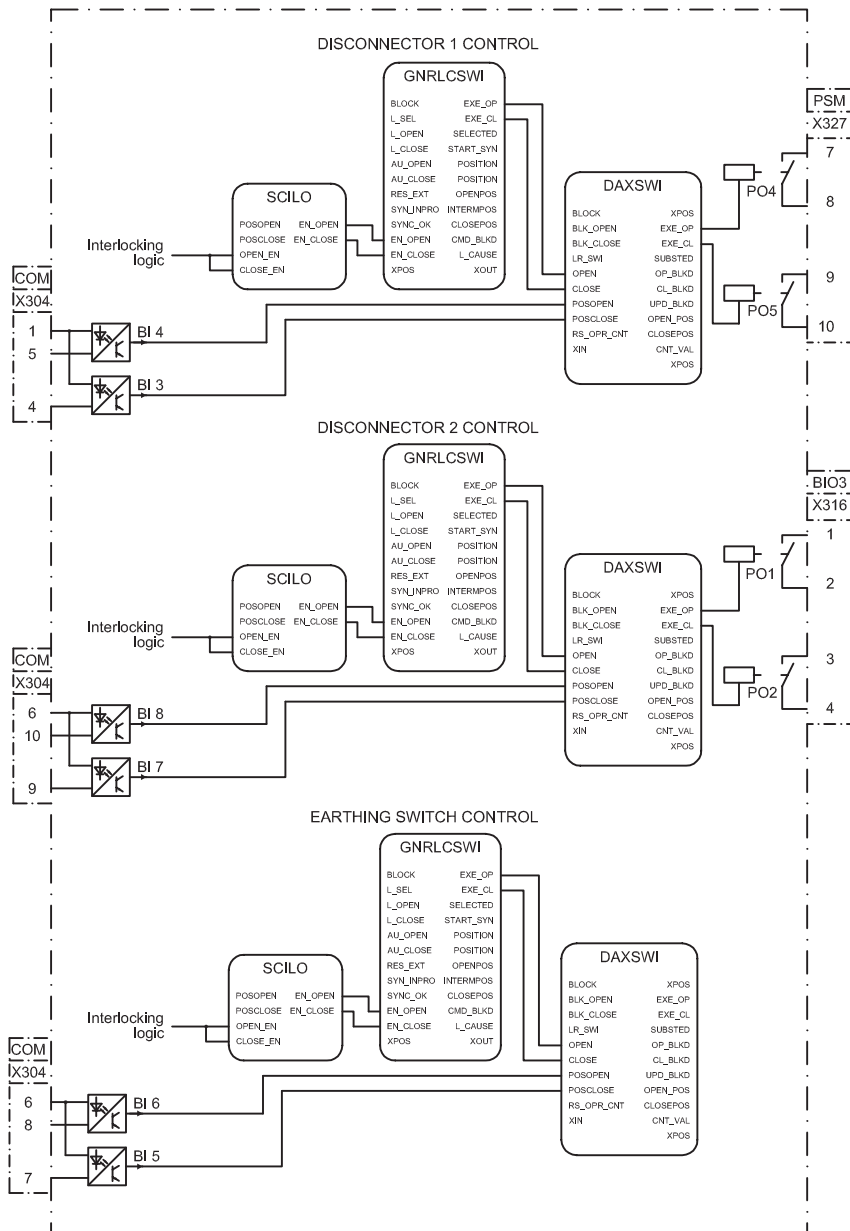 DISCONNECTOR 1 CONTROL
GNRLCSWI
BLOCK EXE_OP
L_SEL EXE_CL
L_OPEN SELECTED
L_CLOSE START_SYN
AU_OPEN POSITION
AU_CLOSE POSITION
RES_EXT OPENPOS
SYN_INPRO INTERMPOS
SYNC_OK CLOSEPOS
EN_OPEN CMD_BLKD
EN_CLOSE L_CAUSE
XPOS XOUT
SCILO
POSOPEN EN_OPEN
POSCLOSE EN_CLOSE
OPEN_EN
CLOSE_EN
Interlocking
logic
DAXSWI
BLOCK XPOS
BLK_OPEN EXE_OP
BLK_CLOSE EXE_CL
LR_SWI SUBSTED
OPEN OP_BLKD
CLOSE CL_BLKD
POSOPEN UPD_BLKD
POSCLOSE OPEN_POS
RS_OPR_CNT CLOSEPOS
XIN CNT_VAL
XPOS
PSM
X327
7
PO4
8
9
PO5
10
COM
X304
1
BI 4
5
BI 3
4
DISCONNECTOR 2 CONTROL
GNRLCSWI
BLOCK EXE_OP
L_SEL EXE_CL
L_OPEN SELECTED
L_CLOSE START_SYN
AU_OPEN POSITION
AU_CLOSE POSITION
RES_EXT OPENPOS
SYN_INPRO INTERMPOS
SYNC_OK CLOSEPOS
EN_OPEN CMD_BLKD
EN_CLOSE L_CAUSE
XPOS XOUT
SCILO
POSOPEN EN_OPEN
POSCLOSE EN_CLOSE
OPEN_EN
CLOSE_EN
Interlocking
logic
DAXSWI
BLOCK XPOS
BLK_OPEN EXE_OP
BLK_CLOSE EXE_CL
LR_SWI SUBSTED
OPEN OP_BLKD
CLOSE CL_BLKD
POSOPEN UPD_BLKD
POSCLOSE OPEN_POS
RS_OPR_CNT CLOSEPOS
XIN CNT_VAL
XPOS
BIO3
X316
1
PO1
2
3
PO2
4
COM
X304
6
BI 8
10
BI 7
9
EARTHING SWITCH CONTROL
GNRLCSWI
BLOCK EXE_OP
L_SEL EXE_CL
L_OPEN SELECTED
L_CLOSE START_SYN
AU_OPEN POSITION
AU_CLOSE POSITION
RES_EXT OPENPOS
SYN_INPRO INTERMPOS
SYNC_OK CLOSEPOS
EN_OPEN CMD_BLKD
EN_CLOSE L_CAUSE
XPOS XOUT
SCILO
POSOPEN EN_OPEN
POSCLOSE EN_CLOSE
OPEN_EN
CLOSE_EN
Interlocking
logic
DAXSWI
BLOCK XPOS
BLK_OPEN EXE_OP
BLK_CLOSE EXE_CL
LR_SWI SUBSTED
OPEN OP_BLKD
CLOSE CL_BLKD
POSOPEN UPD_BLKD
POSCLOSE OPEN_POS
RS_OPR_CNT CLOSEPOS
XIN CNT_VAL
XPOS
COM
X304
6
BI 6
8
BI 5
7